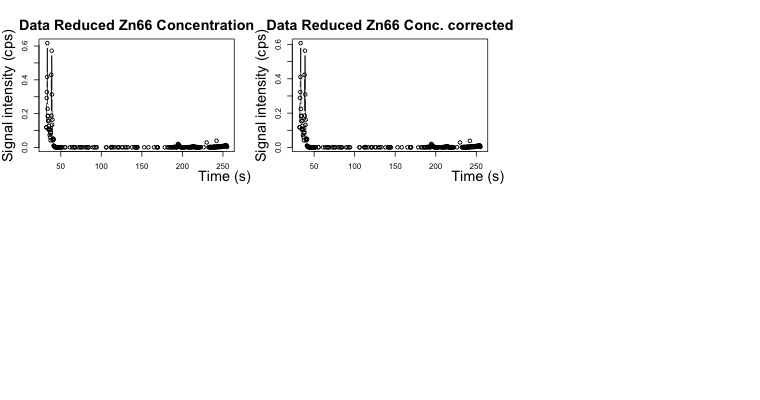 Data Reduced Zn66 Concentration
Signal intensity (cps)
0.6
0.4
0.2
0.0
50 100 150 200 250
Time (s)
Data Reduced Zn66 Conc. corrected
Signal intensity (cps)
0.6
0.4
0.2
0.0
50 100 150 200 250
Time (s)